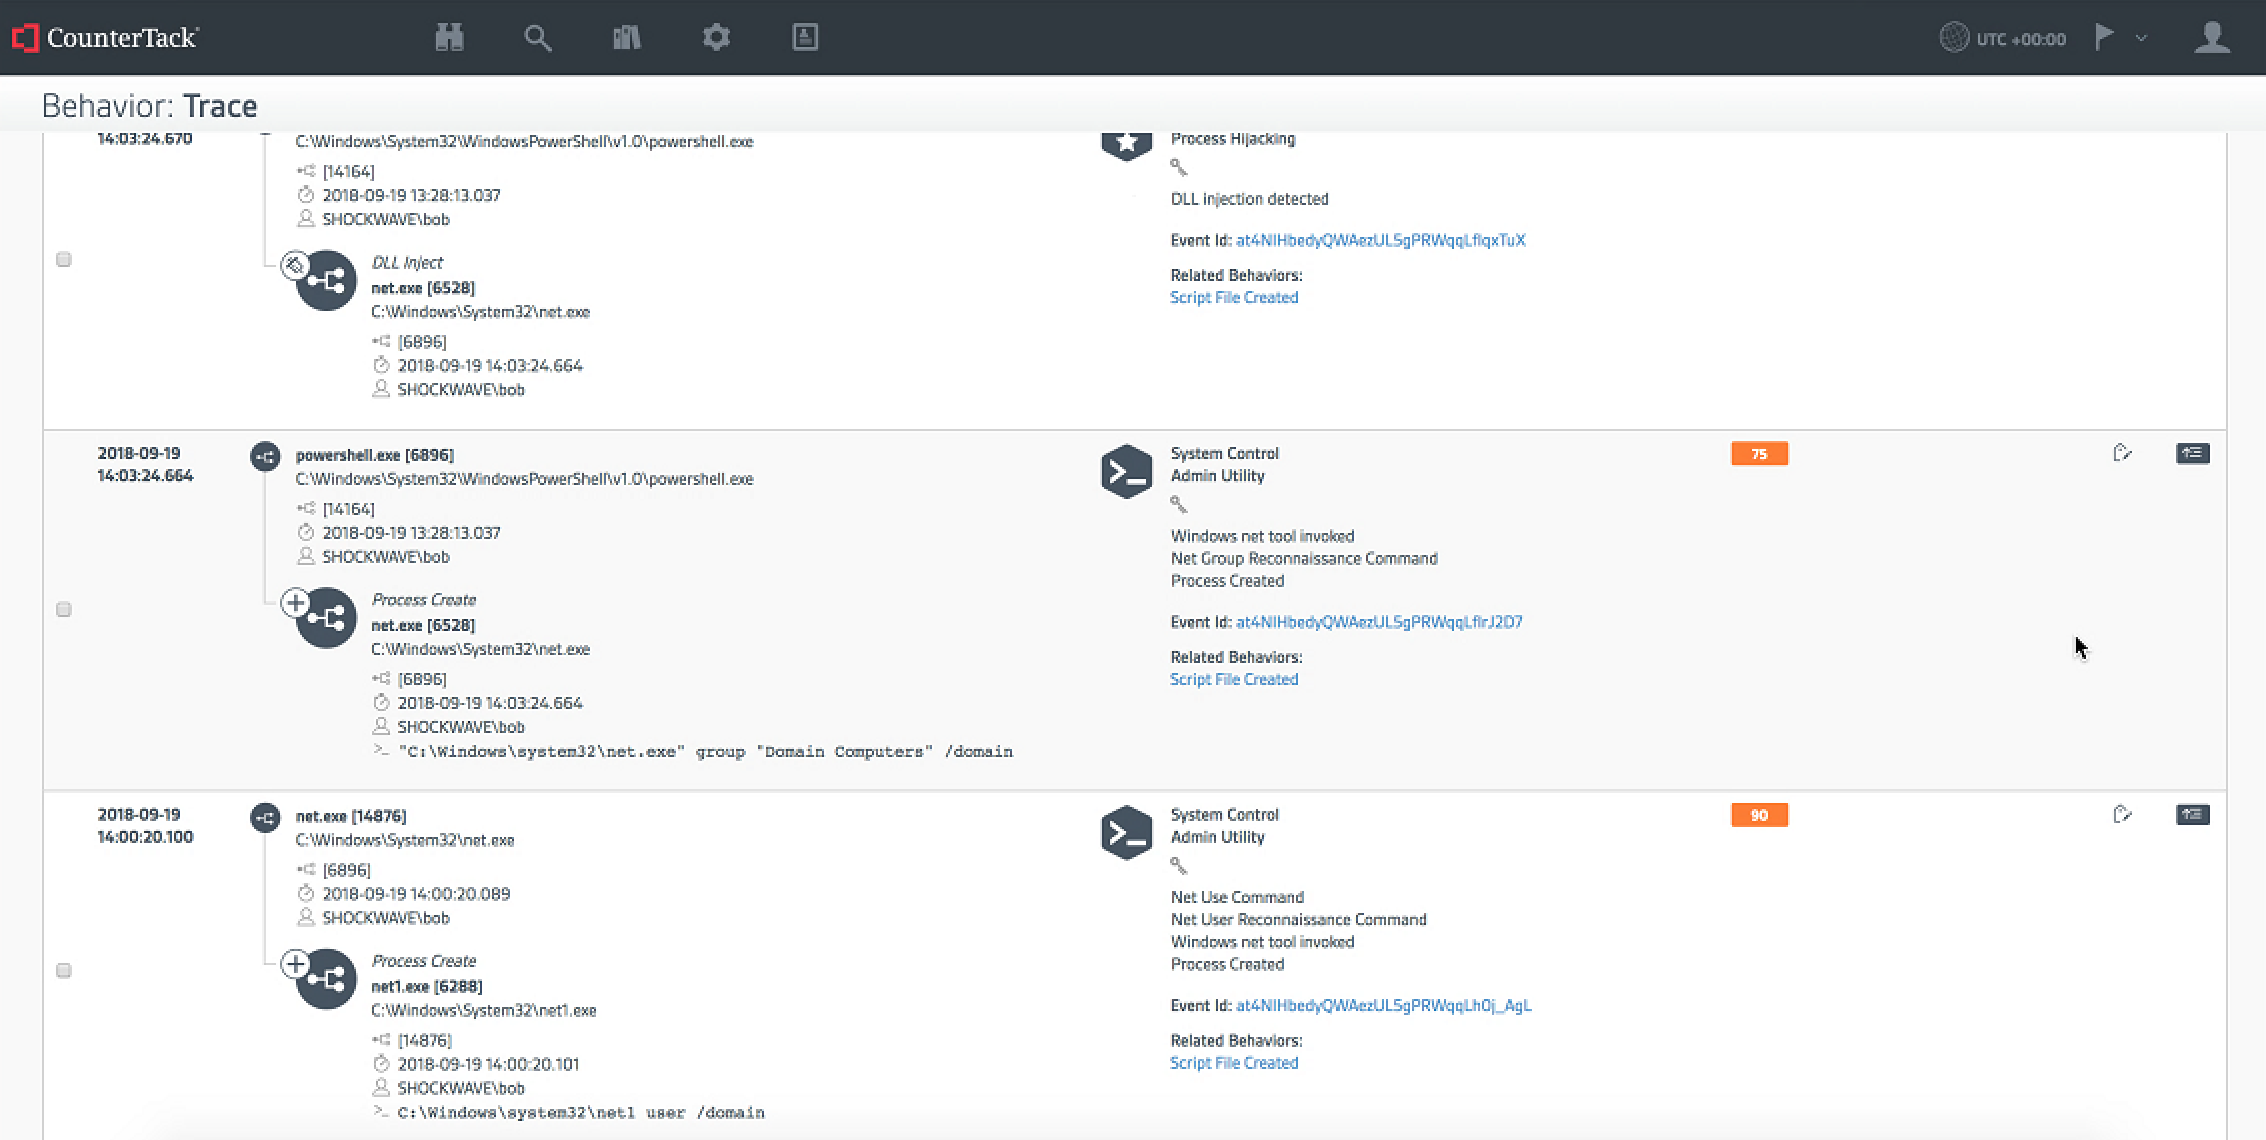 CounterTack
UTC +00:00
Behavior: Trace
14:03:24.670
C:\Windows\System32\WindowsPowerShell\v1.0\powershell.exe
[14164]
2018-09-19 13:28:13.037
SHOCKWAVE\bob
DLL Inject
net.exe [6528]
C:\Windows\System32\net.exe
[6896]
2018-09-19 14:03:24.664
SHOCKWAVE\bob
Process Hijacking
DLL injection detected
Event Id: at4NIHbedyQWAezUL5gPRWqqLflqxTuX
Related Behaviors:
Script File Created
2018-09-19
14:03:24.664
powershell.exe [6896]
C:\Windows\System32\WindowsPowerShell\v1.0\powershell.exe
[14164]
2018-09-19 13:28:13.037
SHOCKWAVE\bob
Process Create
net.exe [6528]
C:\Windows\System32\net.exe
[6896]
2018-09-19 14:03:24.664
SHOCKWAVE\bob
>_ "C:\Windows\system32\net.exe" group "Domain Computers" /domain
System Control
Admin Utility
Windows net tool invoked
Net Group Reconnaissance Command
Process Created
Event Id: at4NIHbedyQWAezUL5gPRWqqLflrJ2D7
Related Behaviors:
Script File Created
75
2018-09-19
14:00:20.100
net.exe [14876]
C:\Windows\System32\net.exe
[6896]
2018-09-19 14:00:20.089
SHOCKWAVE\bob
Process Create
net1.exe [6288]
C:\Windows\System32\net1.exe
[14876]
2018-09-19 14:00:20.101
SHOCKWAVE\bob
>_ C:\Windows\system32\net1 user /domain
System Control
Admin Utility
Net Use Command
Net User Reconnaissance Command
Windows net tool invoked
Process Created
Event Id: at4NIHbedyQWAezUL5gPRWqqLh0j_AgL
Related Behaviors:
Script File Created
90